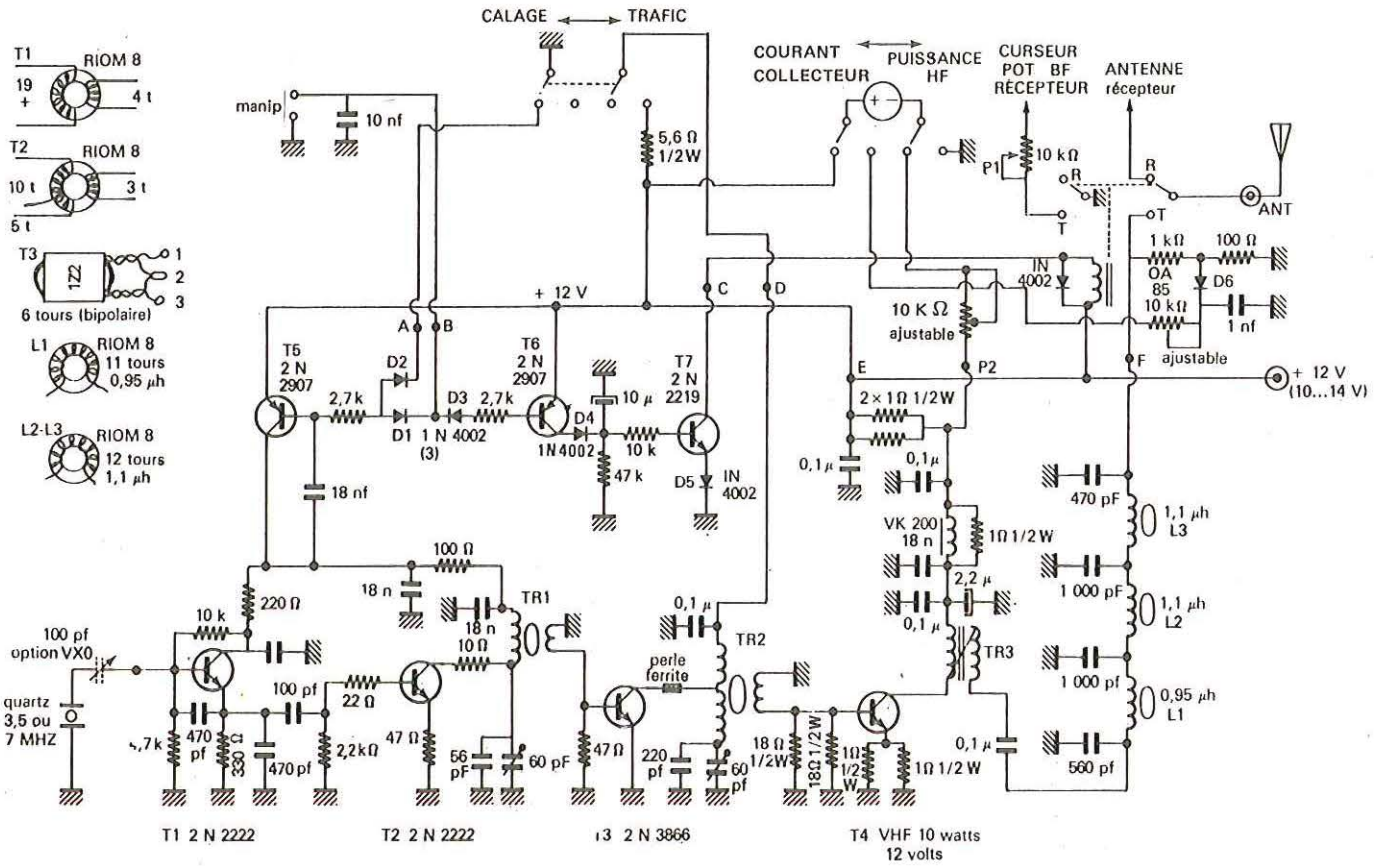 CALAGE TRAFIC
COURANT
COLLECTEUR
PUISSANCE
HF
CURSEUR
POT BF
RÉCEPTEUR
ANTENNE
récepteur
T1
RIOM 8
19
+
4 t
manip
10 nf
5,6 Ω
1/2W
+ -
P1
10 kΩ
R
R
T
T
ANT
T2
RIOM 8
10 t
3 t
5 t
T3
1Z2
1
2
3
6 tours (bipolaire)
1 kΩ
100 Ω
IN
4002
OA
85
D6
10 kΩ
1 nf
ajustable
+ 12 V
C
D
A
B
10 K Ω
ajustable
L1
RIOM 8
11 tours
0,95 µh
T5
2 N
2907
D2
T6
2 N
2907
T7
2 N
2219
E
P2
F
+ 12 V
(10...14 V)
2,7k
D3
2,7k
10 µ
2 x 1Ω 1/2W
D1
1 N 4002
(3)
D4
1N4002
10 k
47 k
D5
IN
4002
0,1 µ
L2-L3
RIOM 8
12 tours
1,1 µh
18 nf
0,1 µ
470 pF
1,1 µh
L3
VK 200
18 n
1Ω 1/2W
100 Ω
18 n
TR1
18 n
2,2 µ
1 000 pF
1,1 µh
L2
220 Ω
10 k
0,1 µ
TR2
0,1 µ
TR3
100 pf
option VX0
10 Ω
perle
ferrite
1 000 pf
0,95 µh
L1
quartz
3,5 ou
7 MHZ
100 pf
22 Ω
,7k
470
pf
330 Ω
470 pf
2,2kΩ
47 Ω
56
pF
60 pF
47Ω
220
pf
60
pf
18 Ω
1/2W
18Ω 1/2W
1Ω
1/2
W
1Ω 1/2W
0,1 µ
560 pf
T1 2 N 2222
T2 2 N 2222
3 2 N 3866
T4 VHF 10 watts
12 volts